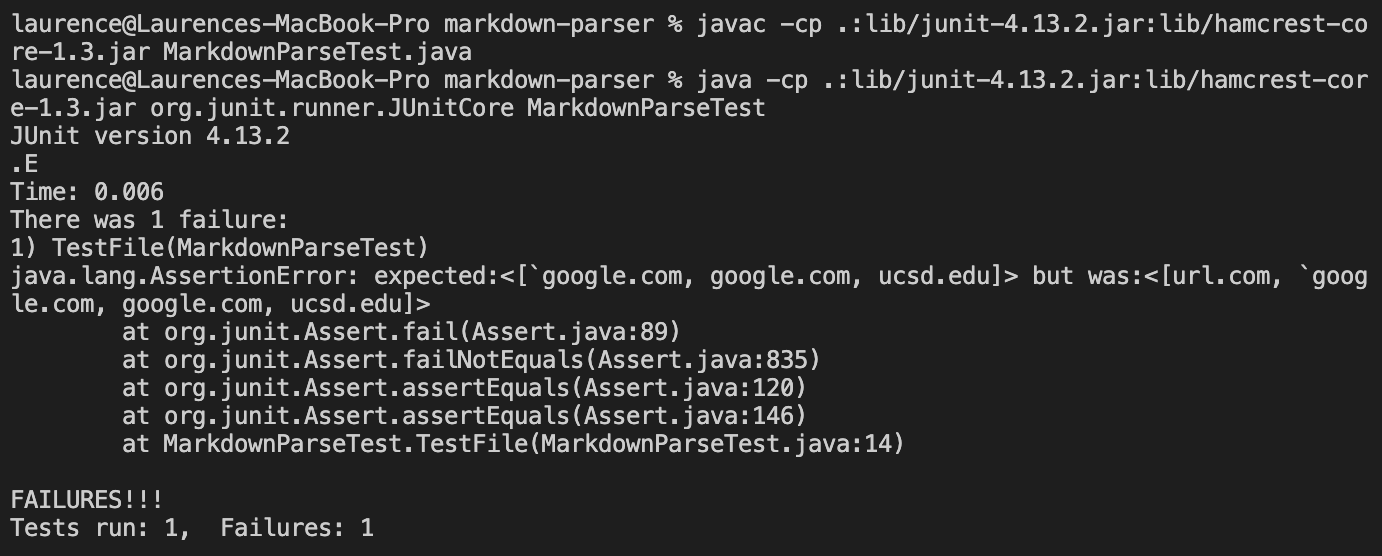 laurence@Laurences-MacBook-Pro markdown-parser % javac -cp .:lib/junit-4.13.2.jar:lib/hamcrest-co
re-1.3.jar MarkdownParseTest.java
laurence@Laurences-MacBook-Pro markdown-parser % java -cp .:lib/junit-4.13.2.jar:lib/hamcrest-cor
e-1.3.jar org.junit.runner.JUnitCore MarkdownParseTest
JUnit version 4.13.2
.E
Time: 0.006
There was 1 failure:
1) TestFile(MarkdownParseTest)
java.lang.AssertionError: expected:<[`google.com, google.com, ucsd.edu]> but was:<[url.com, `goog
le.com, google.com, ucsd.edu]>
        at org.junit.Assert.fail(Assert.java:89)
        at org.junit.Assert.failNotEquals(Assert.java:835)
        at org.junit.Assert.assertEquals(Assert.java:120)
        at org.junit.Assert.assertEquals(Assert.java:146)
        at MarkdownParseTest.TestFile(MarkdownParseTest.java:14)

FAILURES!!!
Tests run: 1,  Failures: 1